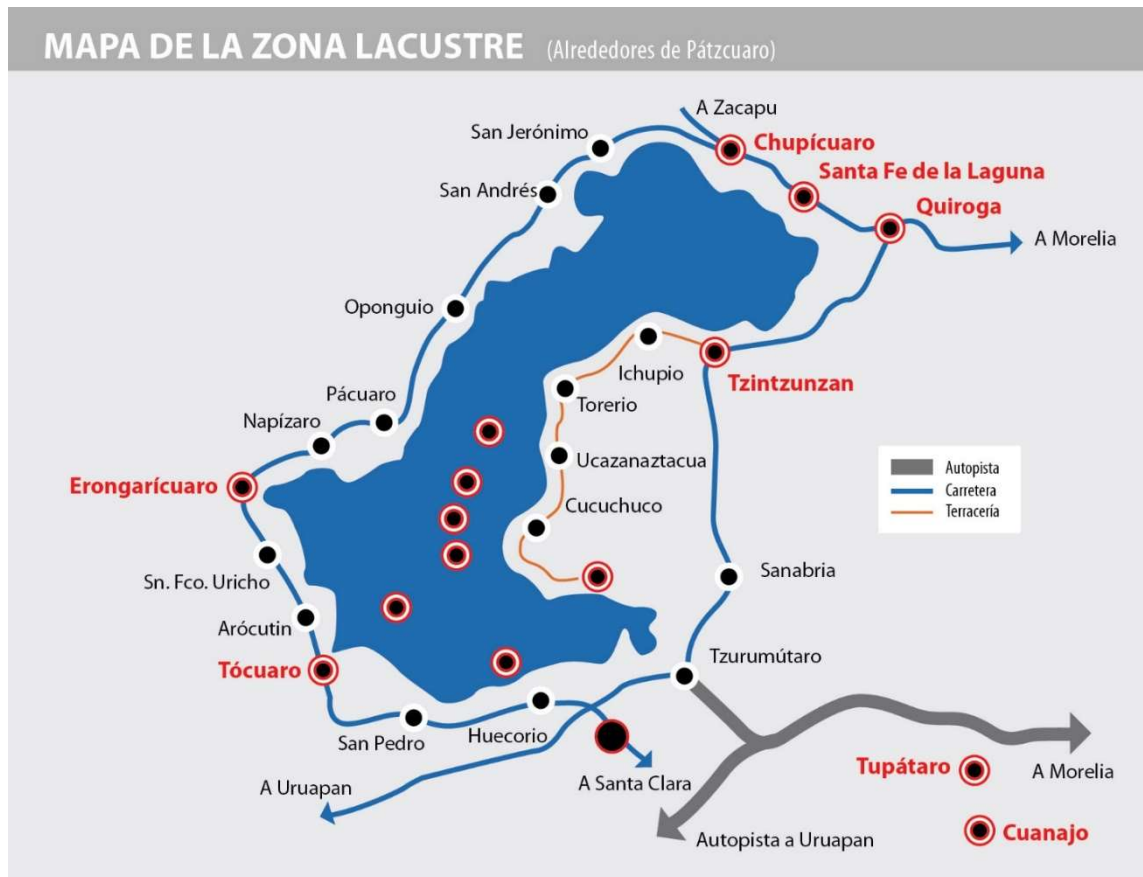 MAPA DE LA ZONA LACUSTRE (Alrededores de Pátzcuaro)
A Zacapu
San Jerónimo
Chupícuaro
Santa Fe de la Laguna
San Andrés
Quiroga
A Morelia
Oponguio
Ichupio
Tzintzunzan
Pácuaro
Torerio
Napízaro
Ucazanaztacua
Autopista
Carretera
Terracería
Erongarícuaro
Cucuchuco
Sn. Fco. Uricho
Sanabria
Arócutin
Tócuaro
Tzurumútaro
San Pedro
Huecorio
A Uruapan
A Santa Clara
Tupátaro
A Morelia
Autopista a Uruapan
Cuanajo